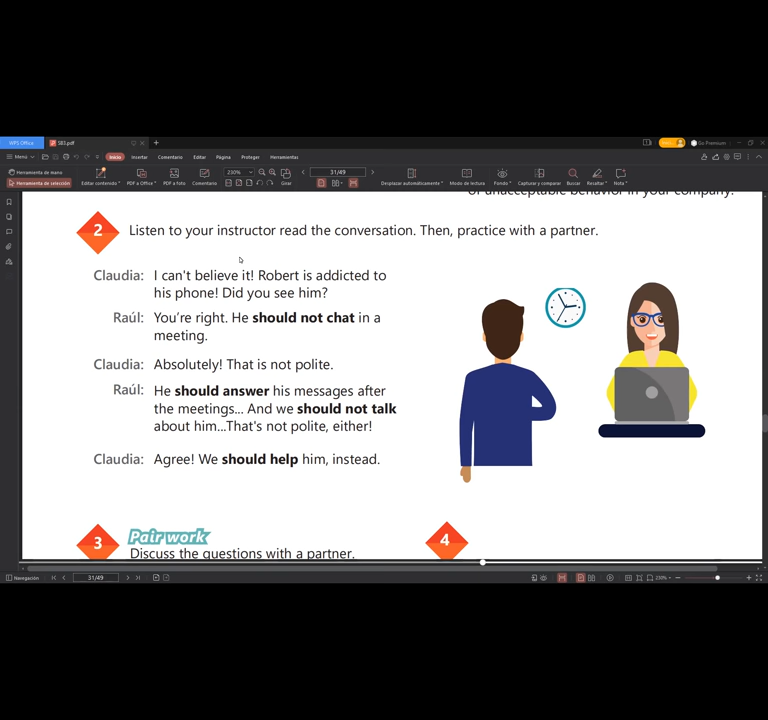 WPS Office
SB3.pdf
Go Premium
Menú
Inicio
Insertar
Comentario
Editar
Página
Proteger
Herramientas
Herramienta de mano
Herramienta de selección
Editar contenido
PDF a Office
PDF a foto
Comentario
230%
Girar
31/49
Desplazar automáticamente
Modo de lectura
Fondo
Capturar y comparar
Buscar
Resaltar
Nota
of unacceptable behavior in your company.
2
Listen to your instructor read the conversation. Then, practice with a partner.
Claudia: I can't believe it! Robert is addicted to
his phone! Did you see him?
Raúl: You're right. He should not chat in a
meeting.
Claudia: Absolutely! That is not polite.
Raúl: He should answer his messages after
the meetings... And we should not talk
about him...That's not polite, either!
Claudia: Agree! We should help him, instead.
3
Pair work
Discuss the questions with a partner.
4
Navegación
31/49
230%